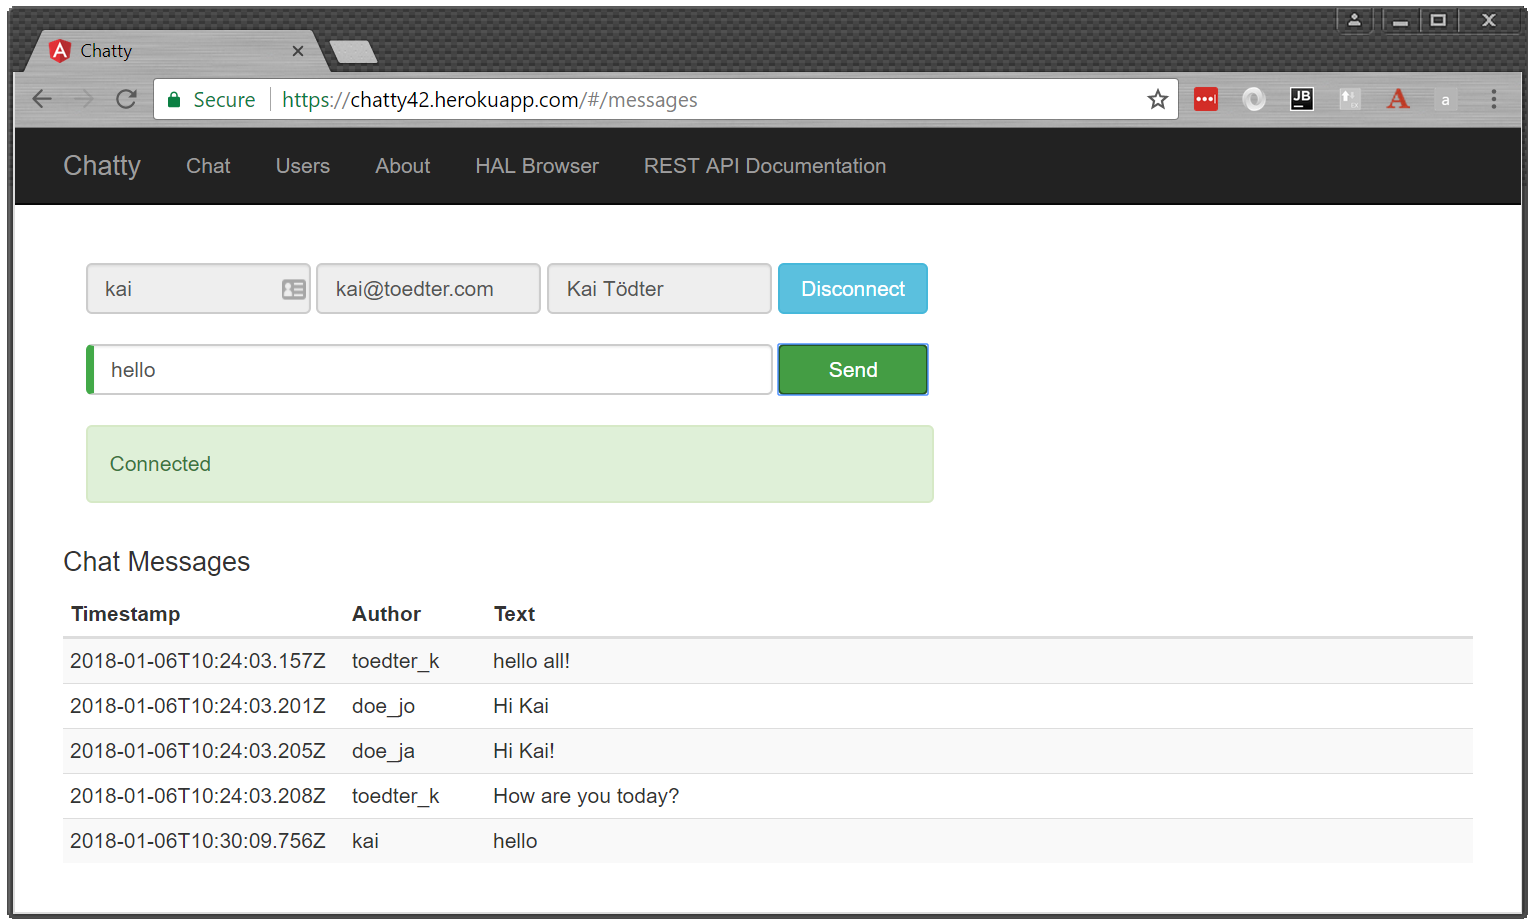 Chatty
Secure https://chatty42.herokuapp.com/#/messages JB A a
Chatty Chat Users About HAL Browser REST API Documentation
kai kai@toedter.com Kai Tödter Disconnect
hello Send
Connected
Chat Messages
Timestamp Author Text
2018-01-06T10:24:03.157Z toedter_k hello all!
2018-01-06T10:24:03.201Z doe_jo Hi Kai
2018-01-06T10:24:03.205Z doe_ja Hi Kai!
2018-01-06T10:24:03.208Z toedter_k How are you today?
2018-01-06T10:30:09.756Z kai hello